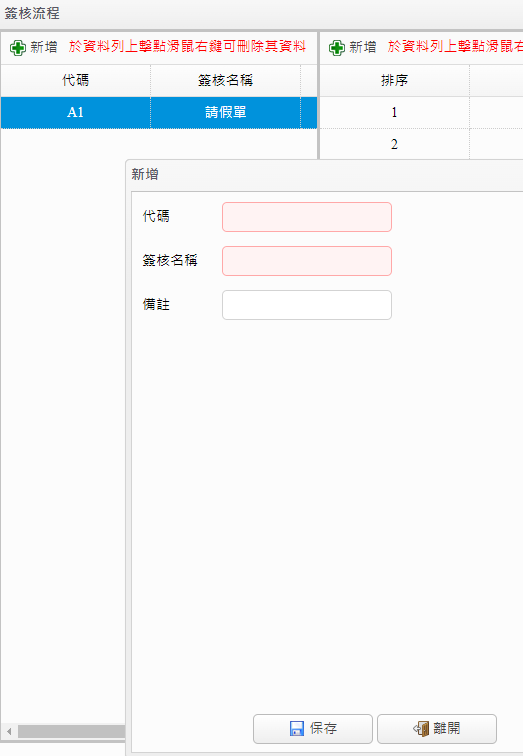 簽核流程
新增 於資料列上擊點滑鼠右鍵可刪除其資料
代碼 簽核名稱
A1 請假單
新增 於資料列上擊點滑鼠右
排序
1
2
新增
代碼
簽核名稱
備註
保存 離開